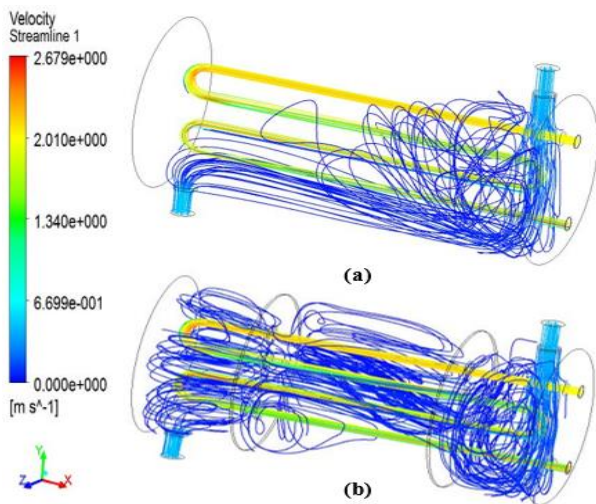 Velocity
Streamline 1
2.679e+000
2.010e+000
1.340e+000
6.699e-001
0.000e+000
[m s^-1]
(a)
(b)
Y
Z
X